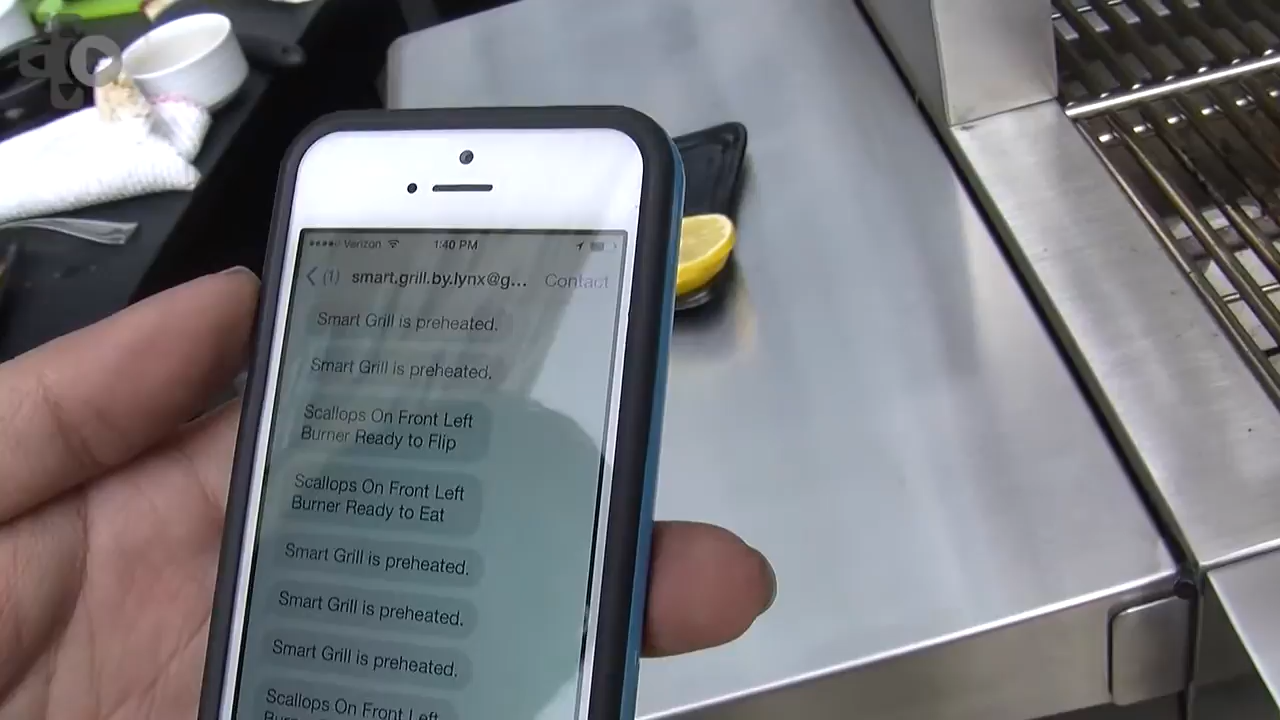 Verizon 1:40 PM
(1) smart.grill.by.lynx@g... Contact
Smart Grill is preheated.
Smart Grill is preheated.
Scallops On Front Left
Burner Ready to Flip
Scallops On Front Left
Burner Ready to Eat
Smart Grill is preheated.
Smart Grill is preheated.
Smart Grill is preheated.
Scallops On Front Left